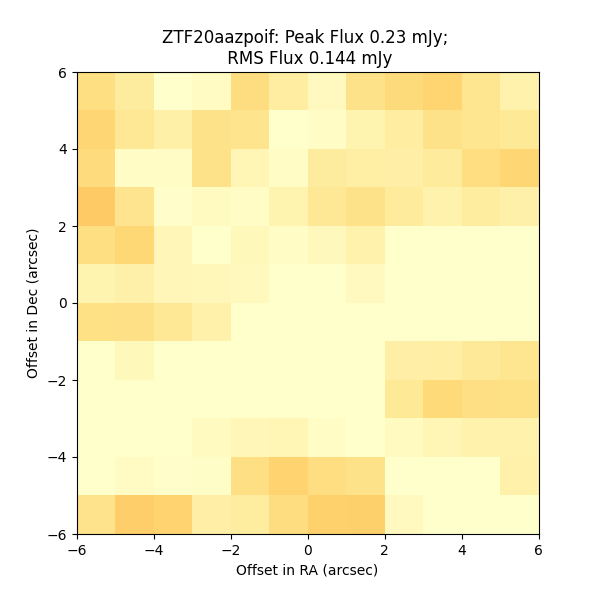 ZTF20aazpoif: Peak Flux 0.23 mJy;
RMS Flux 0.144 mJy
6
4
2
0
−2
−4
−6
Offset in Dec (arcsec)
−6 −4 −2 0 2 4 6
Offset in RA (arcsec)